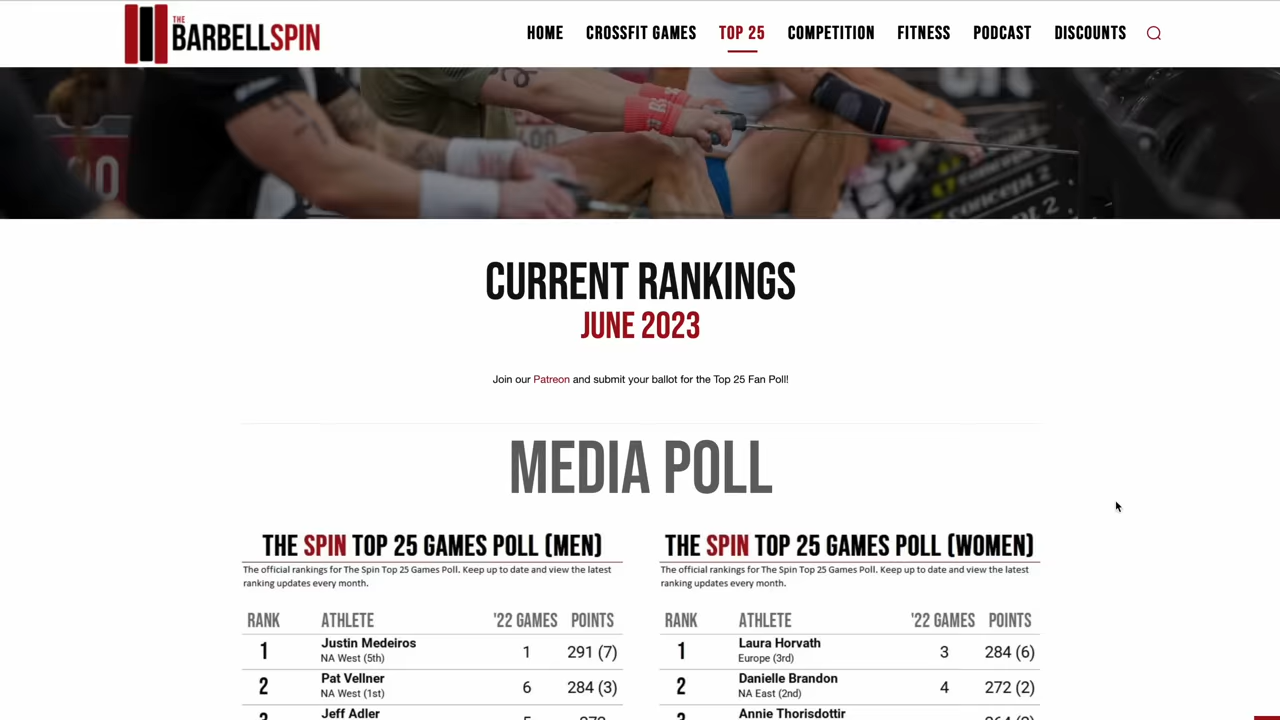 THE
BARBELLSPIN
HOME CROSSFIT GAMES TOP 25 COMPETITION FITNESS PODCAST DISCOUNTS
concept 2
CURRENT RANKINGS
JUNE 2023
Join our Patreon and submit your ballot for the Top 25 Fan Poll!
MEDIA POLL
THE SPIN TOP 25 GAMES POLL (MEN)
The official rankings for The Spin Top 25 Games Poll. Keep up to date and view the latest
ranking updates every month.
RANK ATHLETE '22 GAMES POINTS
1 Justin Medeiros 1 291 (7)
NA West (5th)
2 Pat Vellner 6 284 (3)
NA West (1st)
Jeff Adler
THE SPIN TOP 25 GAMES POLL (WOMEN)
The official rankings for The Spin Top 25 Games Poll. Keep up to date and view the latest
ranking updates every month.
RANK ATHLETE '22 GAMES POINTS
1 Laura Horvath 3 284 (6)
Europe (3rd)
2 Danielle Brandon 4 272 (2)
NA East (2nd)
Annie Thorisdottir